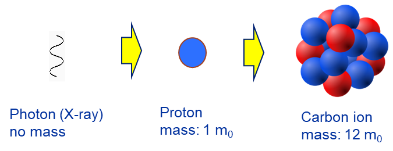 Photon (X-ray)
no mass
Proton
mass: 1 m₀
Carbon ion
mass: 12 m₀